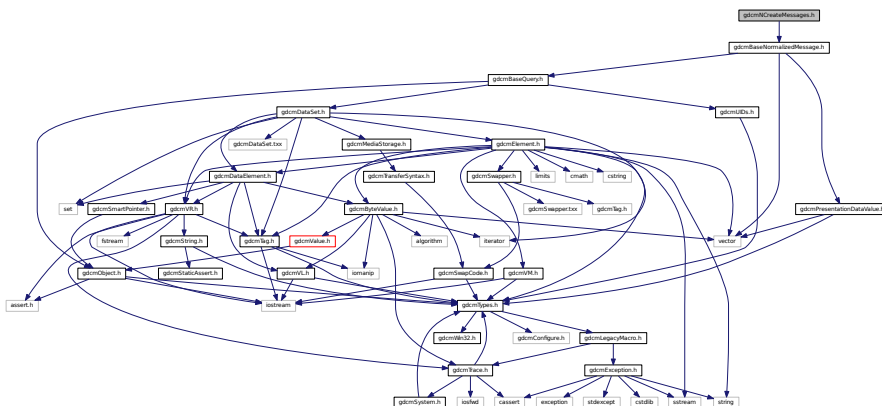 gdcmNCreateMessages.h
gdcmBaseNormalizedMessage.h
gdcmBaseQuery.h
gdcmDataSet.h
gdcmUIDs.h
gdcmDataSet.txx
gdcmMediaStorage.h
gdcmElement.h
gdcmDataElement.h
gdcmTransferSyntax.h
gdcmSwapper.h
limits
cmath
cstring
set
gdcmSmartPointer.h
gdcmVR.h
gdcmByteValue.h
gdcmSwapper.txx
gdcmTag.h
gdcmPresentationDataValue.h
fstream
gdcmString.h
gdcmTag.h
gdcmValue.h
algorithm
iterator
vector
gdcmObject.h
gdcmStaticAssert.h
gdcmVL.h
iomanip
gdcmSwapCode.h
gdcmVM.h
assert.h
iostream
gdcmTypes.h
gdcmWin32.h
gdcmConfigure.h
gdcmLegacyMacro.h
gdcmTrace.h
gdcmException.h
gdcmSystem.h
iosfwd
cassert
exception
stdexcept
cstdlib
sstream
string